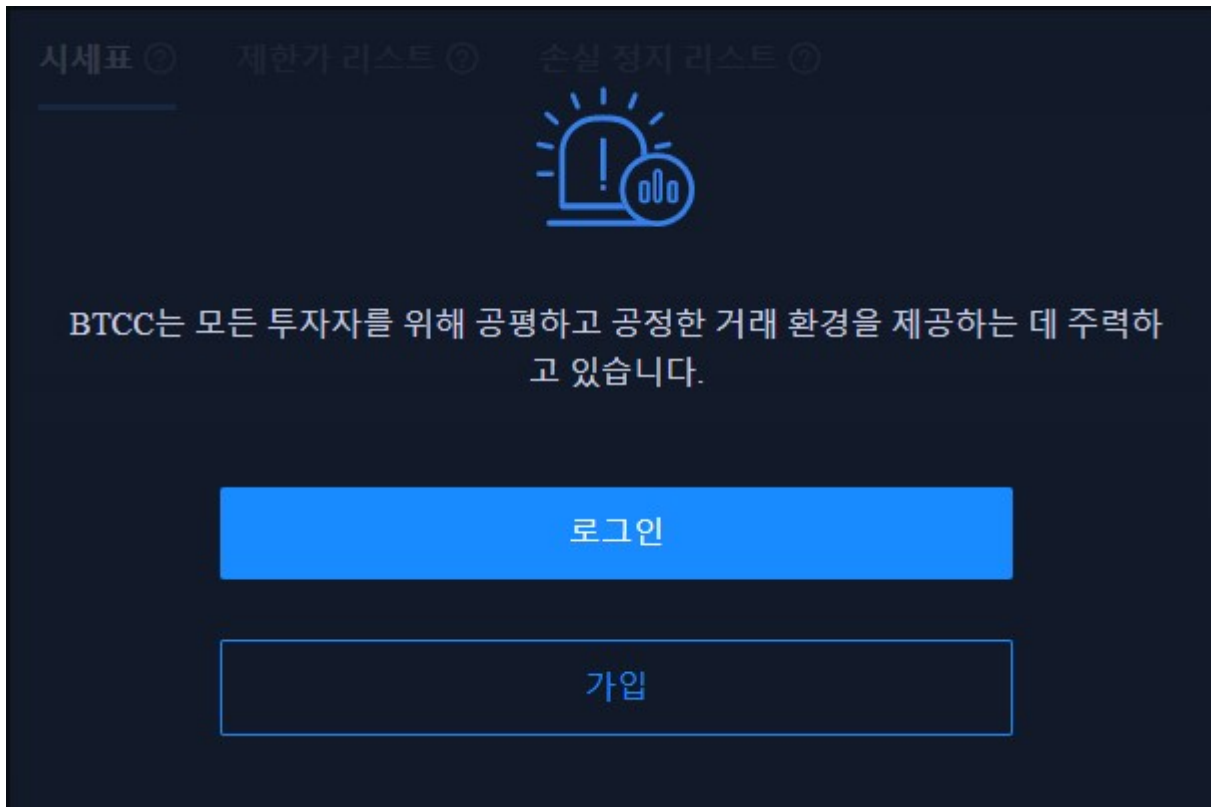 시세표 ? 제한가 리스트 ? 손실 정지 리스트 ?
BTCC는 모든 투자자를 위해 공평하고 공정한 거래 환경을 제공하는 데 주력하
고 있습니다.
로그인
가입